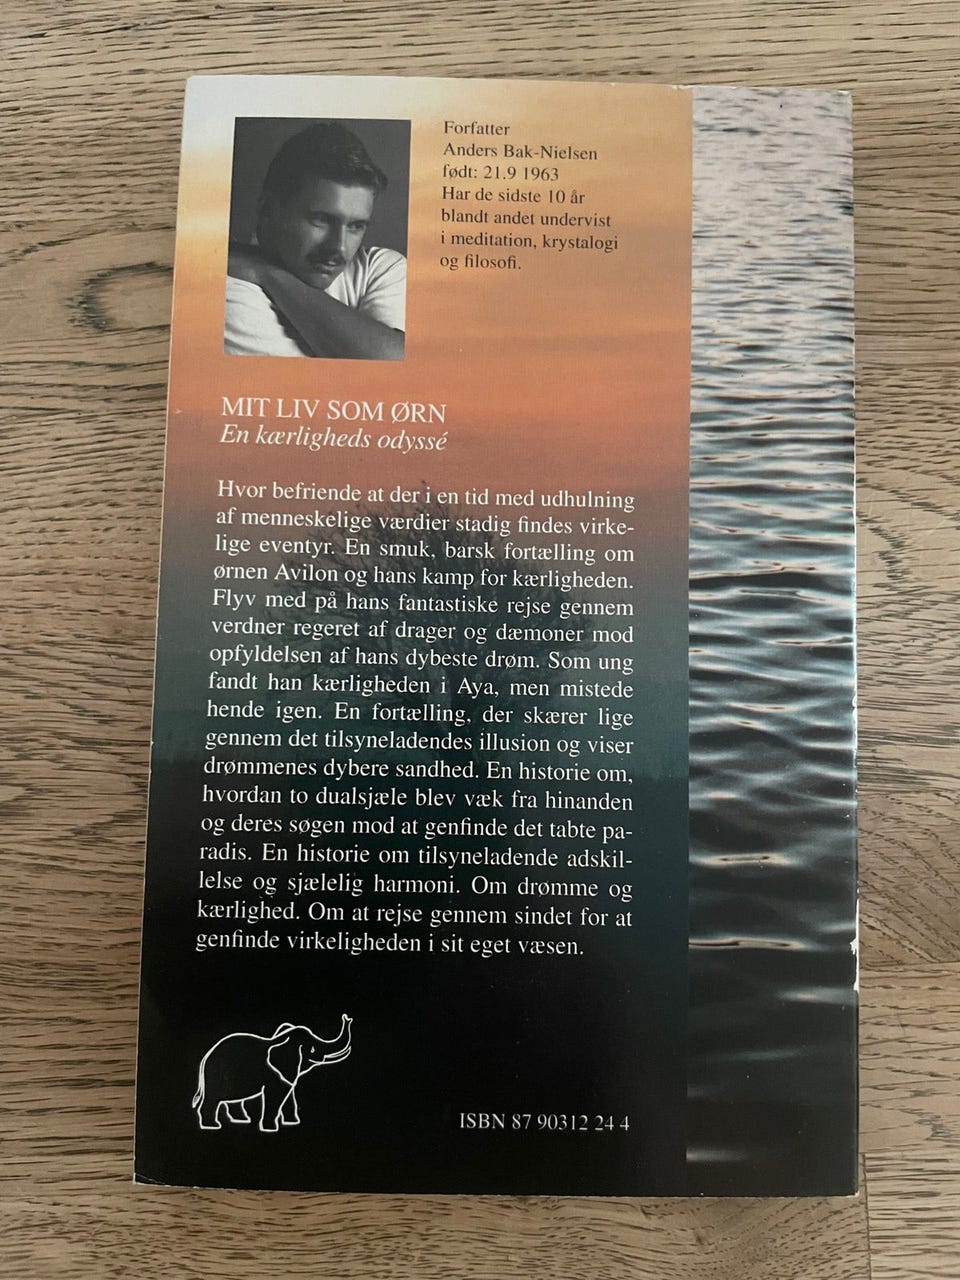 Forfatter
Anders Bak-Nielsen
født: 21.9 1963
Har de sidste 10 år
blandt andet undervist
i meditation, krystalogi
og filosofi.
MIT LIV SOM ØRN
En kærligheds odyssé
Hvor befriende at der i en tid med udhulning
af menneskelige værdier stadig findes virke-
lige eventyr. En smuk, barsk fortælling om
ørnen Avilon og hans kamp for kærligheden.
Flyv med på hans fantastiske rejse gennem
verdner regeret af drager og dæmoner mod
opfyldelsen af hans dybeste drøm. Som ung
fandt han kærligheden i Aya, men mistede
hende igen. En fortælling, der skærer lige
gennem det tilsyneladendes illusion og viser
drømmenes dybere sandhed. En historie om,
hvordan to dualsjæle blev væk fra hinanden
og deres søgen mod at genfinde det tabte pa-
radis. En historie om tilsyneladende adskil-
lelse og sjælelig harmoni. Om drømme og
kærlighed. Om at rejse gennem sindet for at
genfinde virkeligheden i sit eget væsen.
ISBN 87 90312 24 4